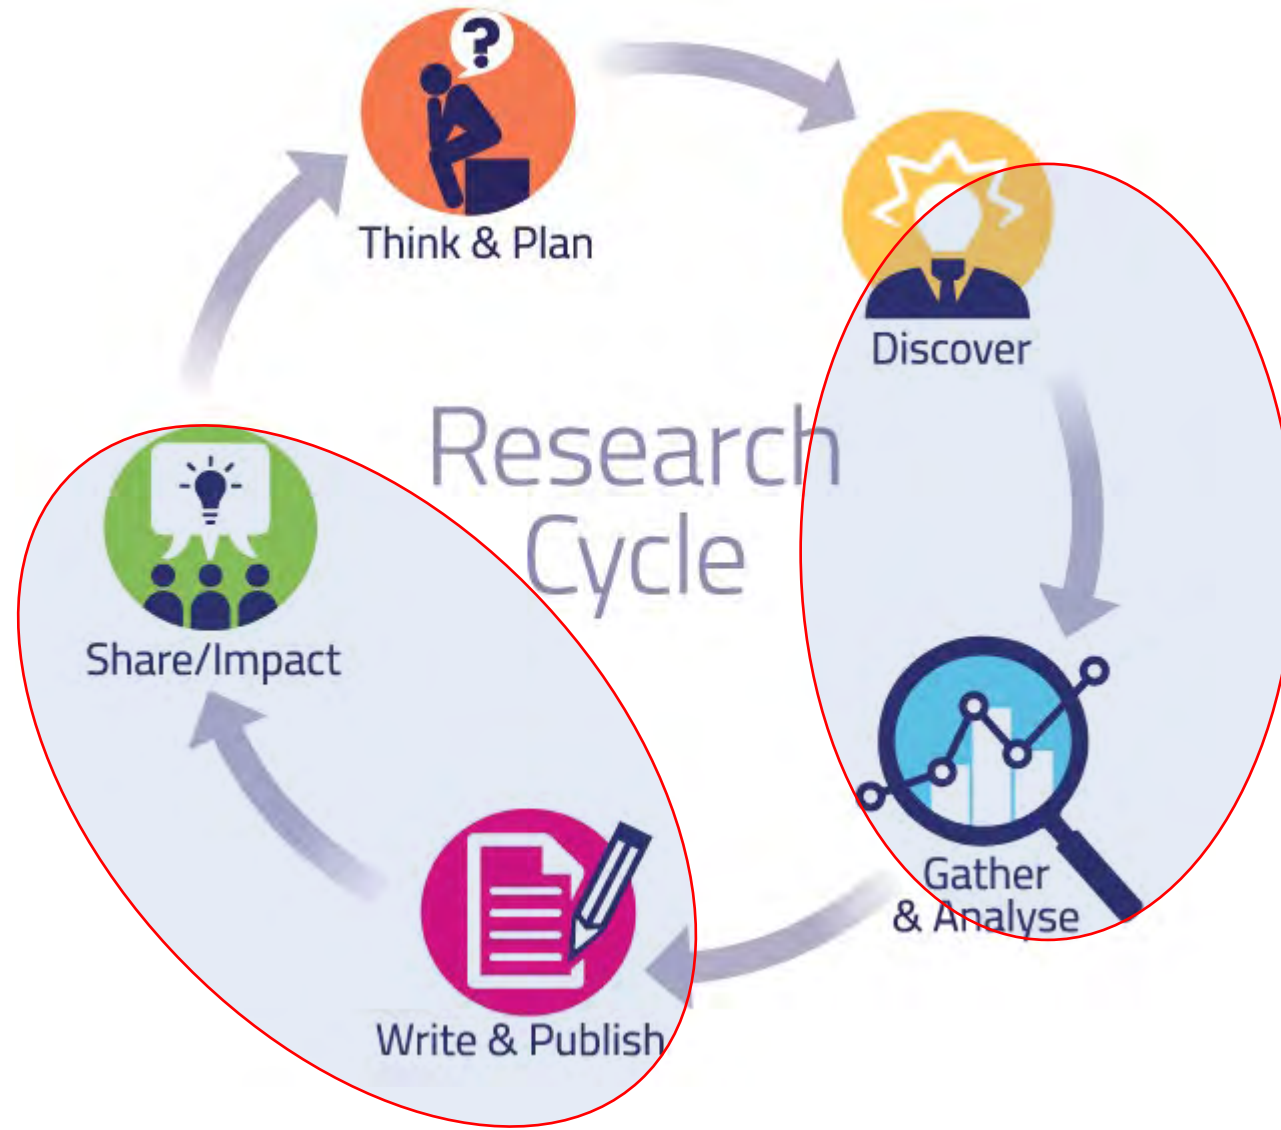 ?
Think & Plan
Discover
Research
Cycle
Share/Impact
Gather
& Analyse
Write & Publish